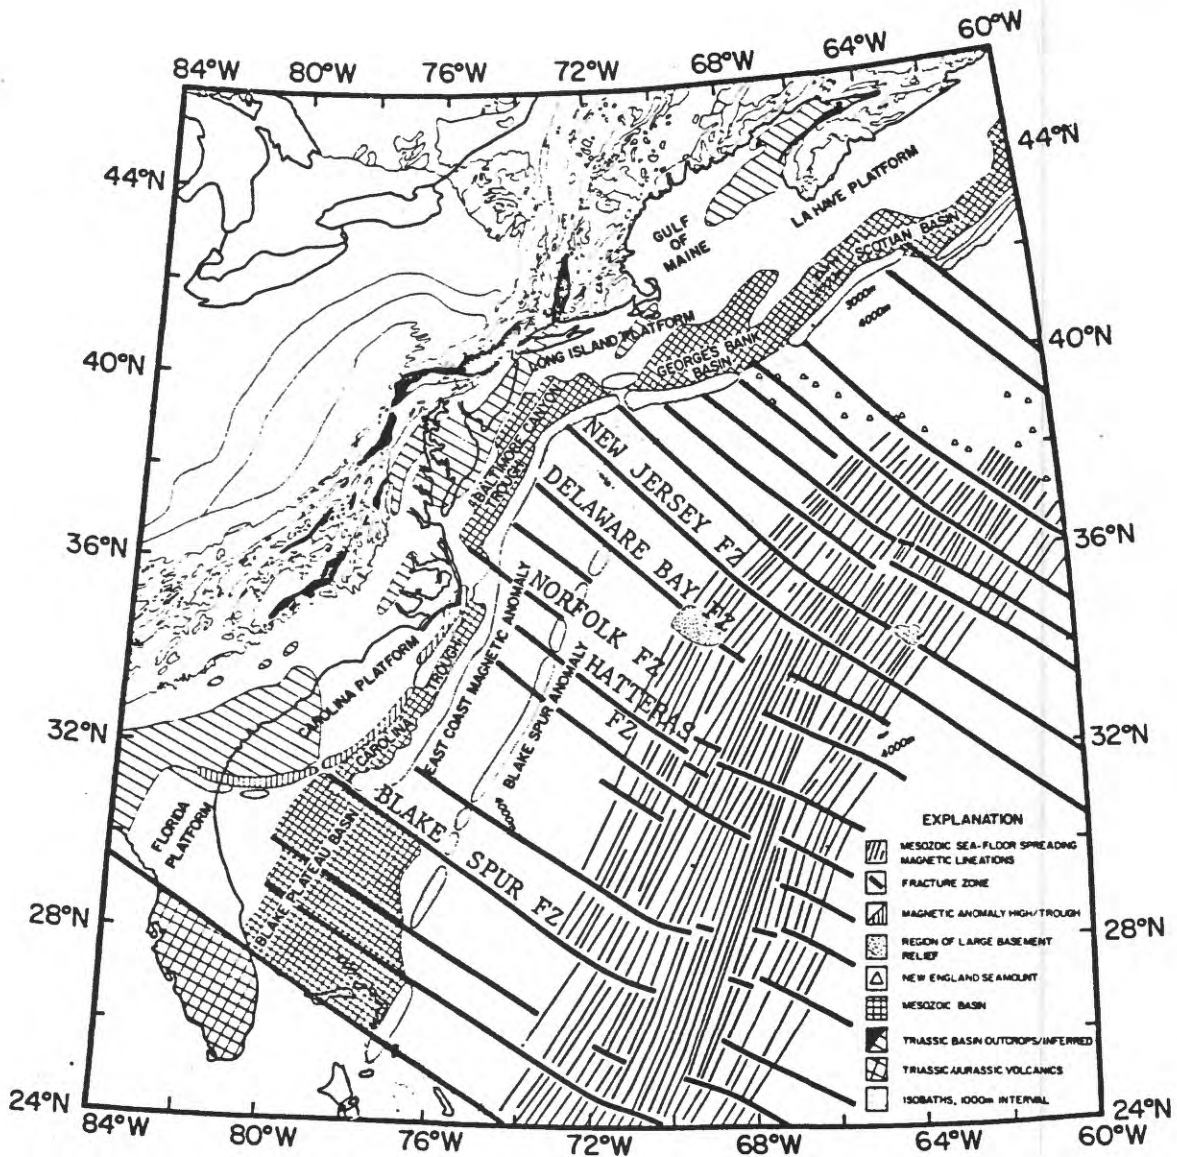 84°W
80°W
76°W
72°W
68°W
64°W
60°W
44°N
44°N
GULF
OF
MAINE
LA HAVE PLATFORM
SCOTIAN BASIN
3000m
4000m
40°N
40°N
LONG ISLAND PLATFORM
GEORGES BANK
BASIN
BALTIMORE CANYON
TROUGH
NEW JERSEY FZ
DELAWARE BAY FZ
36°N
36°N
NORFOLK FZ
HATTERAS
FZ
EAST COAST MAGNETIC ANOMALY
BLAKE SPUR ANOMALY
CAROLINA PLATFORM
CAROLINA TROUGH
32°N
32°N
4000m
4000m
BLAKE SPUR FZ
FLORIDA
PLATFORM
BLAKE PLATEAU BASIN
28°N
28°N
EXPLANATION
MESOZOIC SEA-FLOOR SPREADING
MAGNETIC LINEATIONS
FRACTURE ZONE
MAGNETIC ANOMALY HIGH/TROUGH
REGION OF LARGE BASEMENT
RELIEF
NEW ENGLAND SEAMOUNT
MESOZOIC BASIN
TRIASSIC BASIN OUTCROPS/INFERRED
TRIASSIC/JURASSIC VOLCANICS
ISOBATHS, 1000m INTERVAL
24°N
24°N
84°W
80°W
76°W
72°W
68°W
64°W
60°W